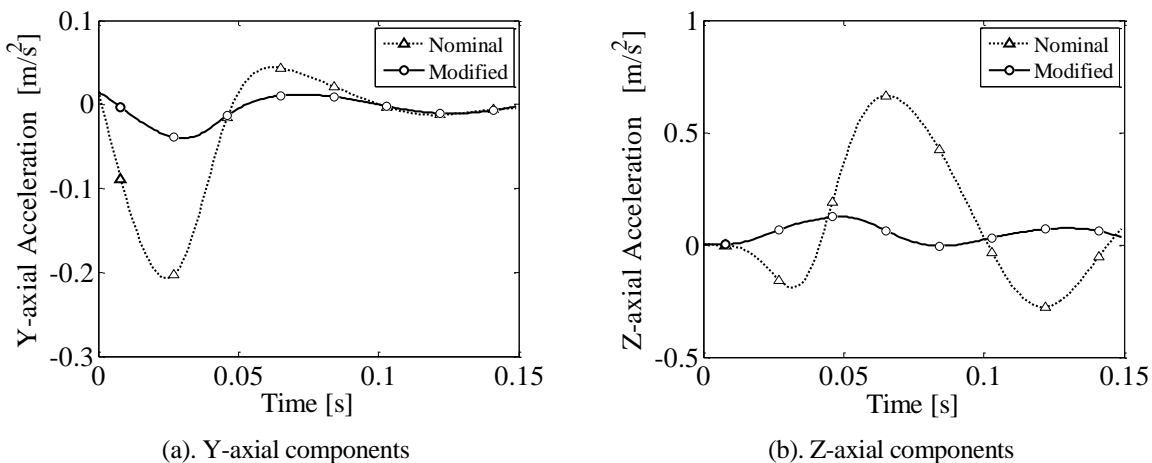 0.1
0
-0.1
-0.2
-0.3
Y-axial Acceleration [m/s²]
Nominal
Modified
0
0.05
0.1
0.15
Time [s]
(a). Y-axial components
1
0.5
0
-0.5
Z-axial Acceleration [m/s²]
Nominal
Modified
0
0.05
0.1
0.15
Time [s]
(b). Z-axial components